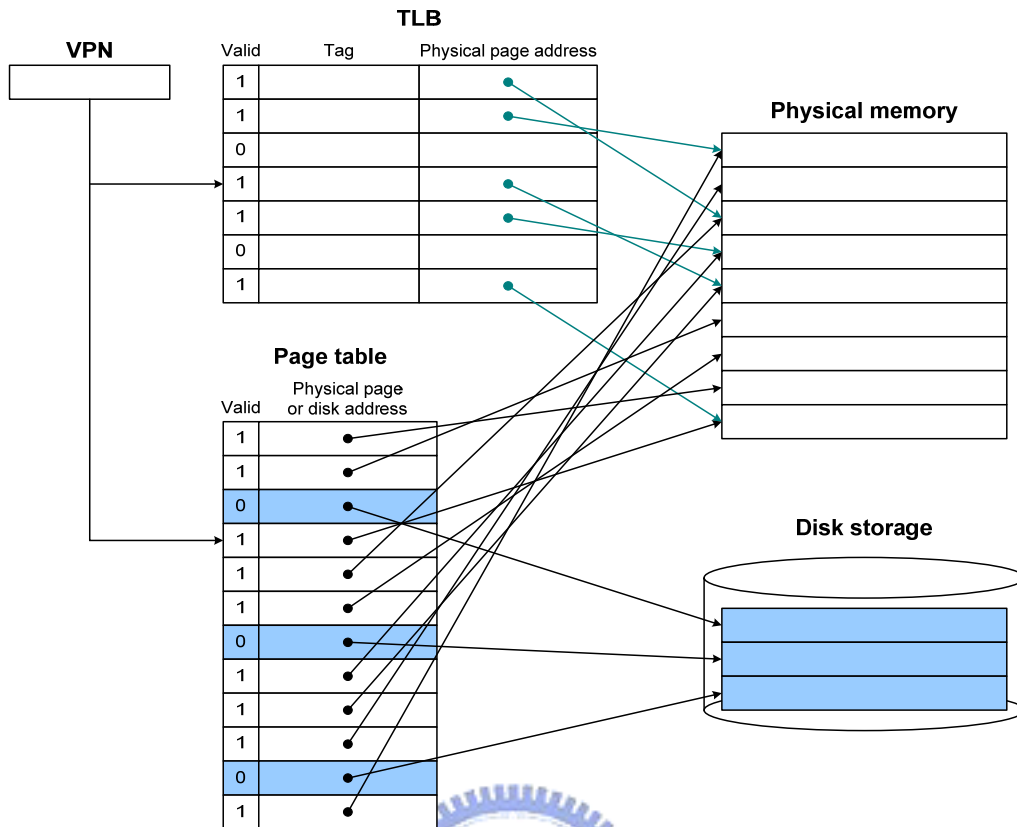 TLB
VPN
Valid Tag Physical page address
1
1
0
1
1
0
1
Physical memory
Page table
Physical page
or disk address
Valid
1
1
0
1
1
1
0
1
1
1
0
1
Disk storage